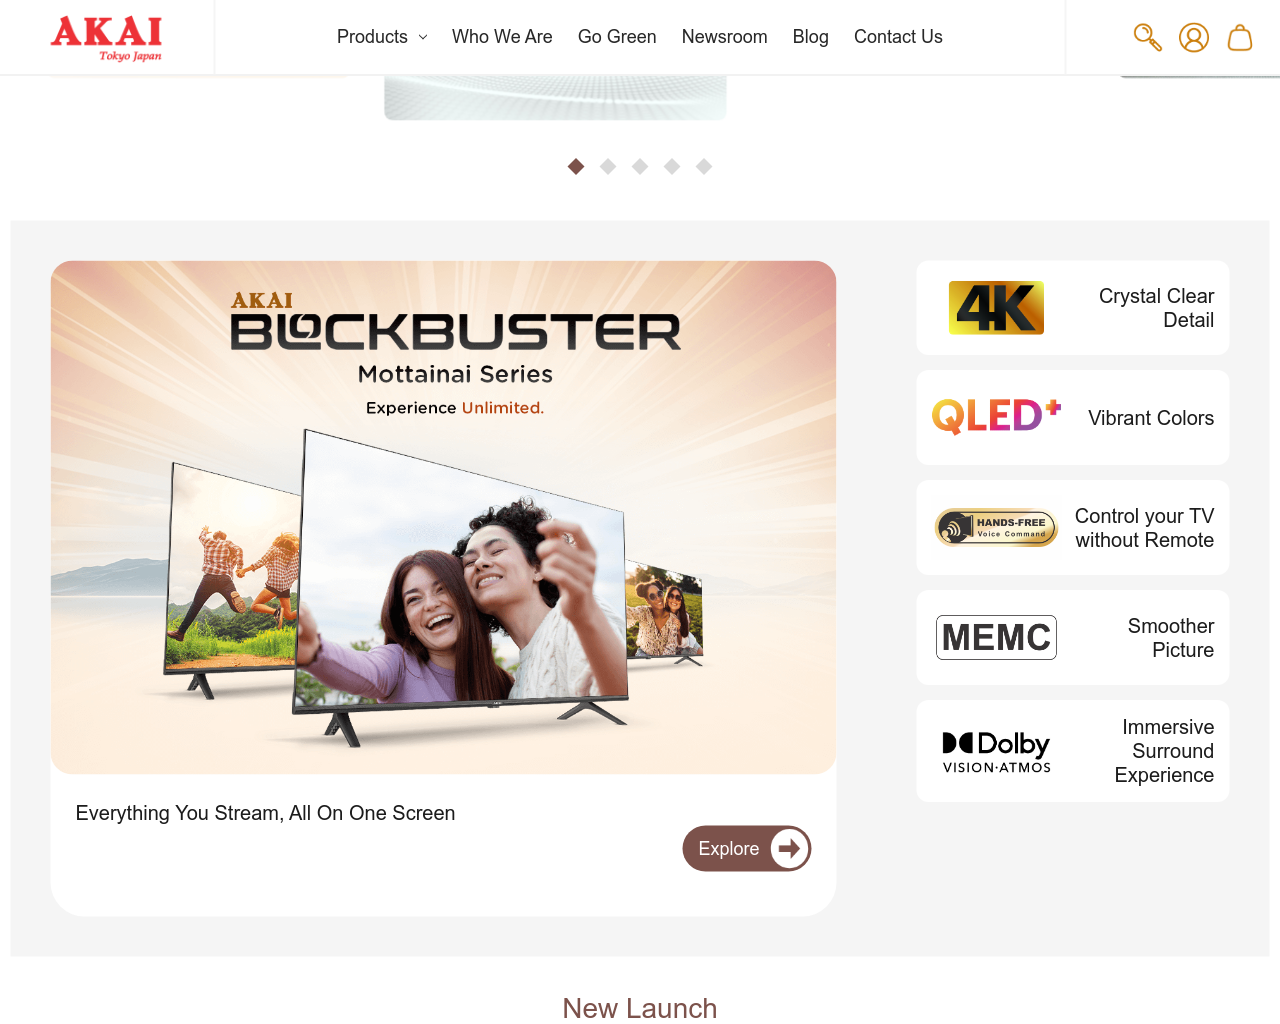 AKAI
Tokyo Japan
Products
Who We Are
Go Green
Newsroom
Blog
Contact Us
AKAI
BLOCKBUSTER
Mottainai Series
Experience Unlimited.
Everything You Stream, All On One Screen
Explore
4K
Crystal Clear
Detail
QLED+
Vibrant Colors
HANDS-FREE
Voice Command
Control your TV
without Remote
MEMC
Smoother
Picture
Dolby
VISION·ATMOS
Immersive
Surround
Experience
New Launch